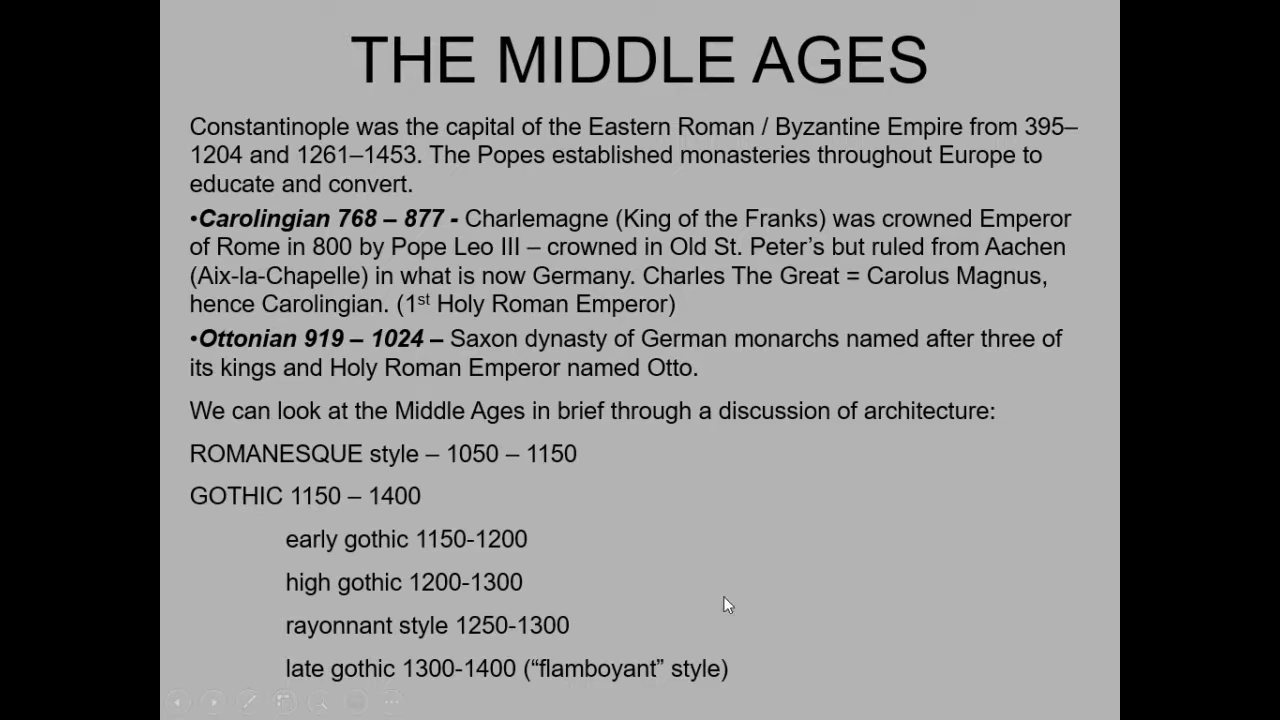 THE MIDDLE AGES
Constantinople was the capital of the Eastern Roman / Byzantine Empire from 395–
1204 and 1261–1453. The Popes established monasteries throughout Europe to
educate and convert.
•Carolingian 768 – 877 - Charlemagne (King of the Franks) was crowned Emperor
of Rome in 800 by Pope Leo III – crowned in Old St. Peter’s but ruled from Aachen
(Aix-la-Chapelle) in what is now Germany. Charles The Great = Carolus Magnus,
hence Carolingian. (1st Holy Roman Emperor)
•Ottonian 919 – 1024 – Saxon dynasty of German monarchs named after three of
its kings and Holy Roman Emperor named Otto.
We can look at the Middle Ages in brief through a discussion of architecture:
ROMANESQUE style – 1050 – 1150
GOTHIC 1150 – 1400
early gothic 1150-1200
high gothic 1200-1300
rayonnant style 1250-1300
late gothic 1300-1400 (“flamboyant” style)